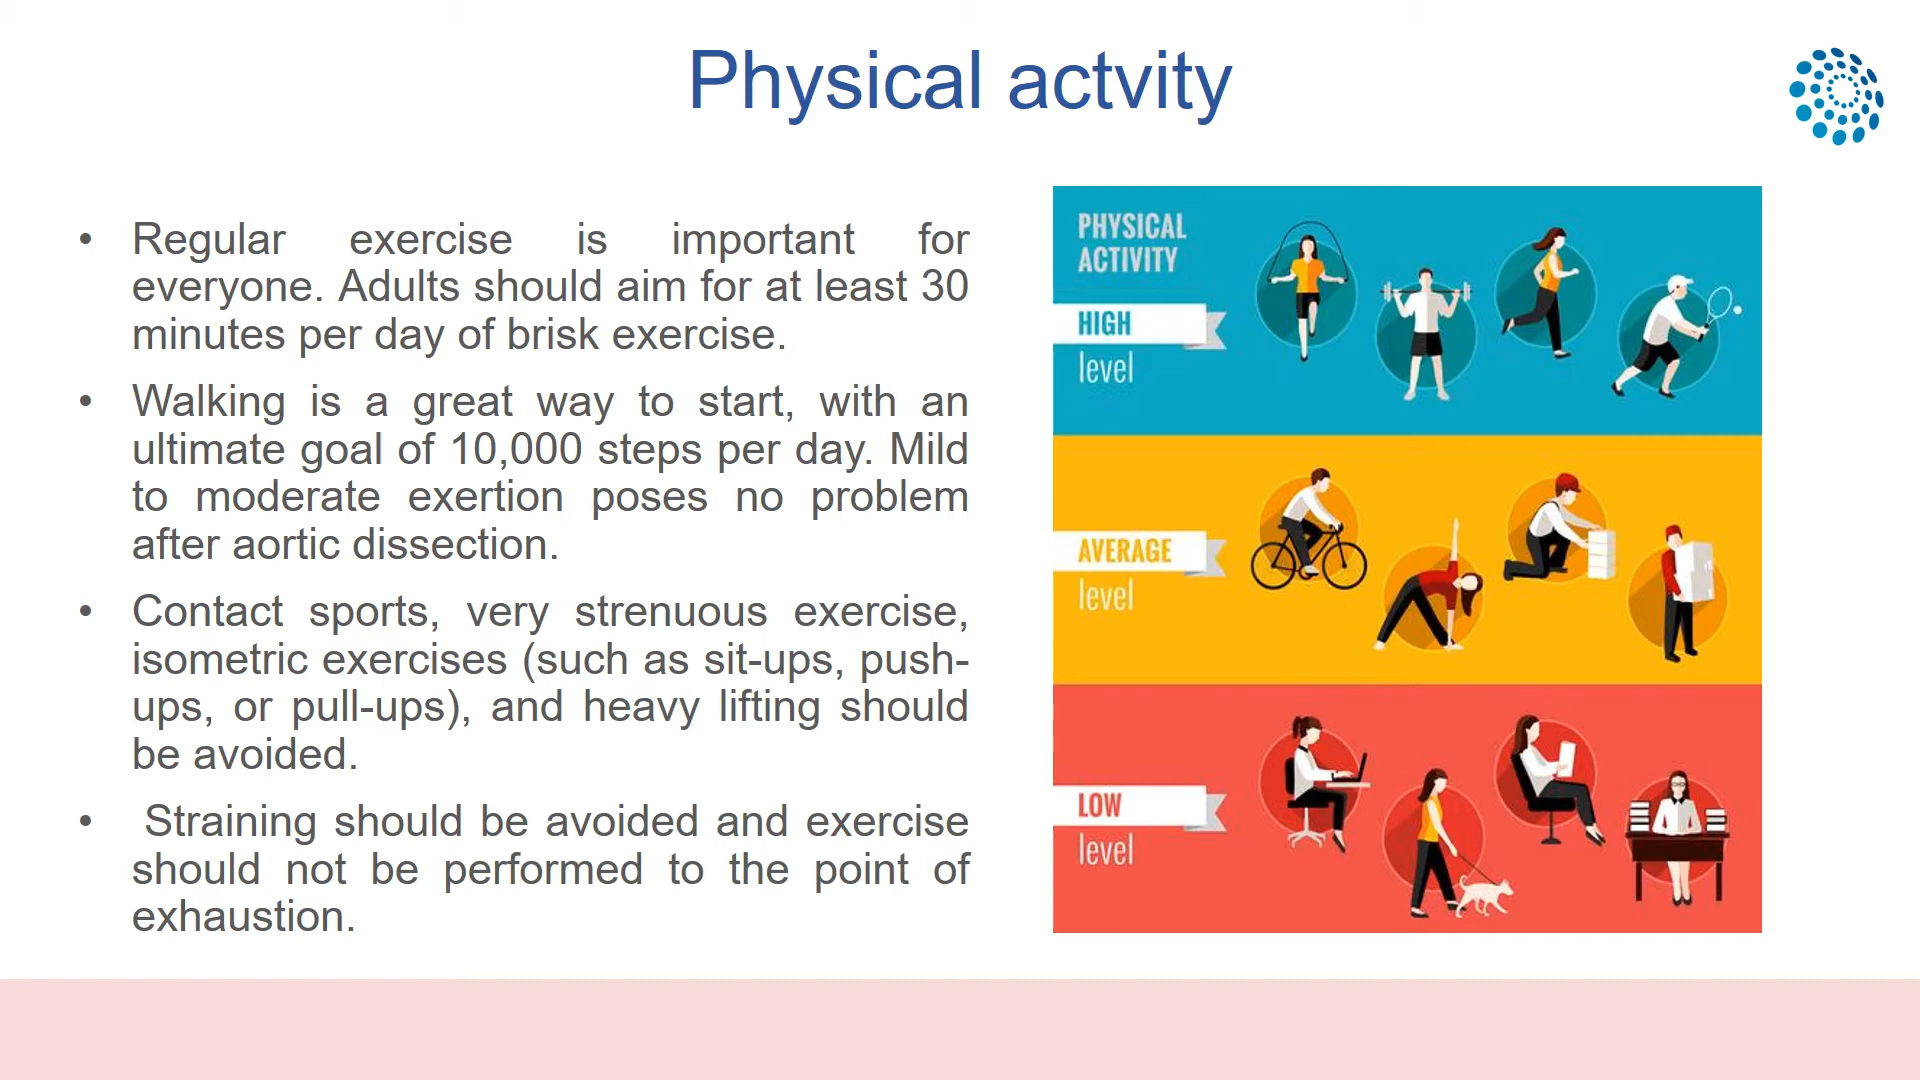 Physical actvity
• Regular exercise is important for
everyone. Adults should aim for at least 30
minutes per day of brisk exercise.
• Walking is a great way to start, with an
ultimate goal of 10,000 steps per day. Mild
to moderate exertion poses no problem
after aortic dissection.
• Contact sports, very strenuous exercise,
isometric exercises (such as sit-ups, push-
ups, or pull-ups), and heavy lifting should
be avoided.
• Straining should be avoided and exercise
should not be performed to the point of
exhaustion.
PHYSICAL
ACTIVITY
HIGH
level
AVERAGE
level
LOW
level